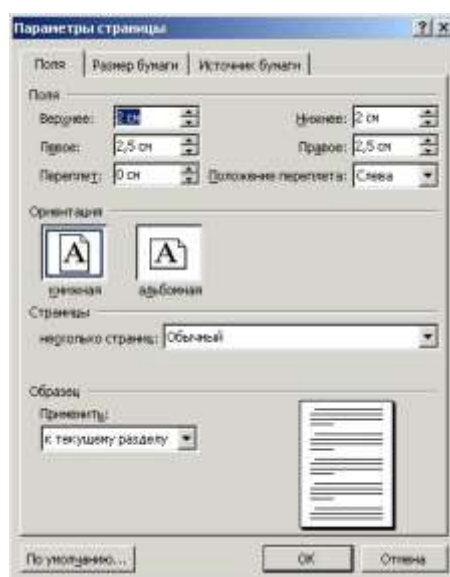 Параметры страницы
Поля Размер бумаги Источник бумаги
Поля
Верхнее: 2 см Нижнее: 2 см
Левое: 2,5 см Правое: 2,5 см
Переплет: 0 см Положение переплета: Слева
Ориентация
A A
книжная альбомная
Страницы
несколько страниц: Обычный
Образец
Применить:
к текущему разделу
По умолчанию... ОК Отмена